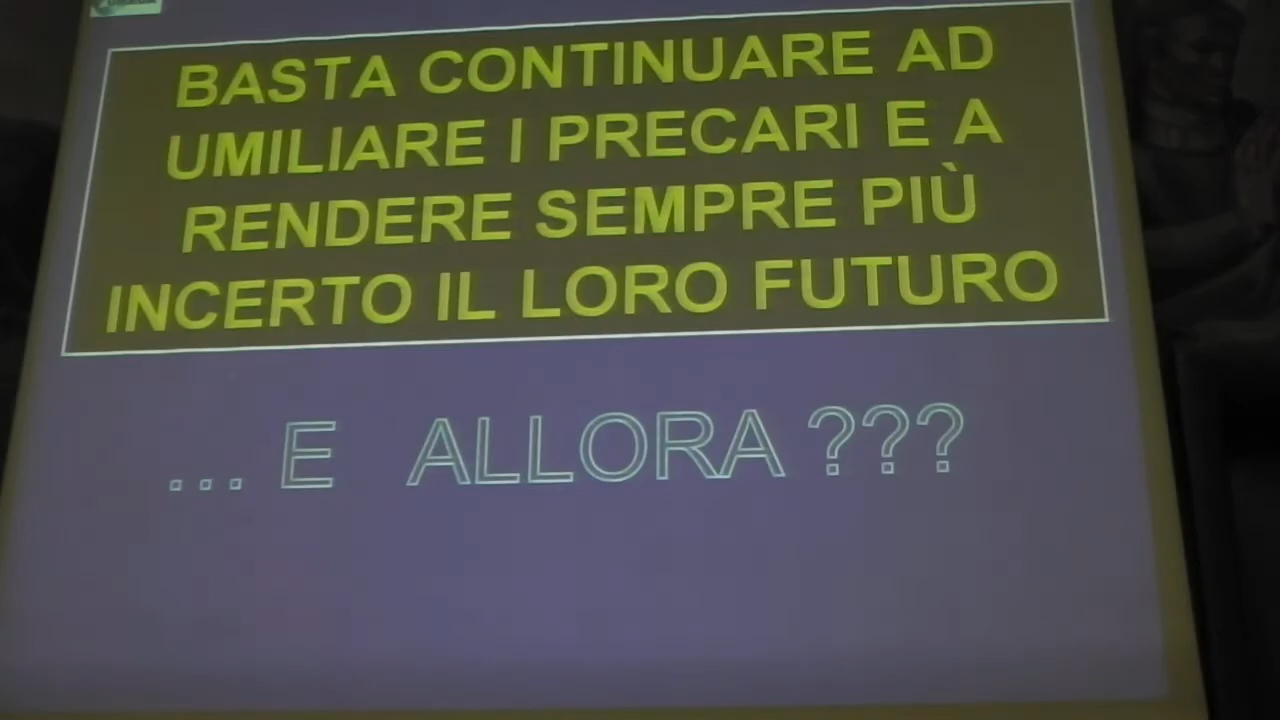 BASTA CONTINUARE AD
UMILIARE I PRECARI E A
RENDERE SEMPRE PIÙ
INCERTO IL LORO FUTURO
... E ALLORA ???